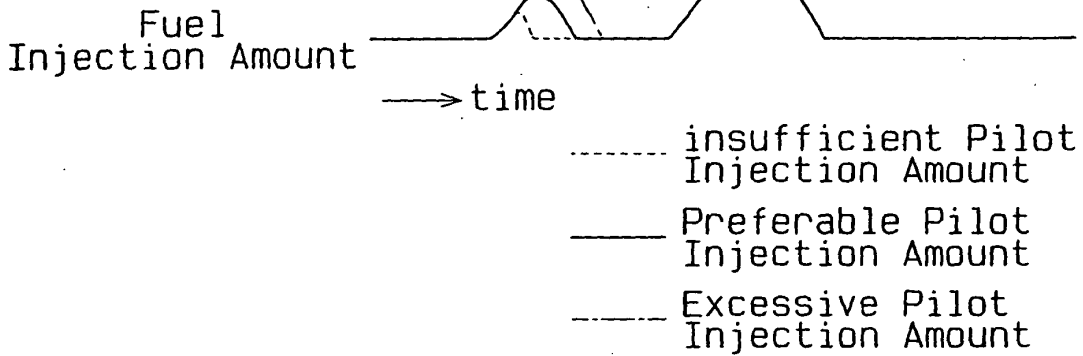 Fuel
Injection Amount
time
insufficient Pilot
Injection Amount
Preferable Pilot
Injection Amount
Excessive Pilot
Injection Amount